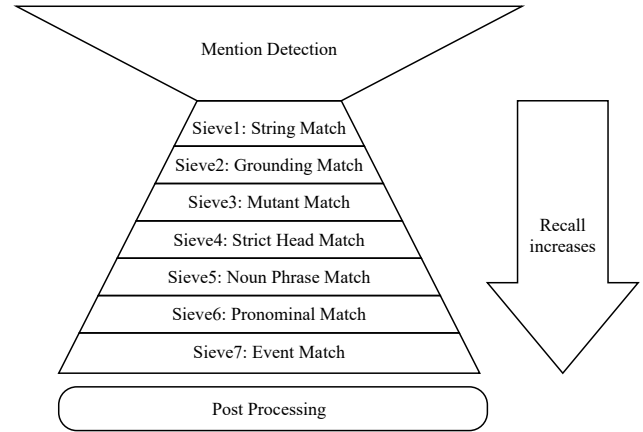 Mention Detection
Sieve1: String Match
Sieve2: Grounding Match
Sieve3: Mutant Match
Sieve4: Strict Head Match
Sieve5: Noun Phrase Match
Sieve6: Pronominal Match
Sieve7: Event Match
Post Processing
Recall
increases